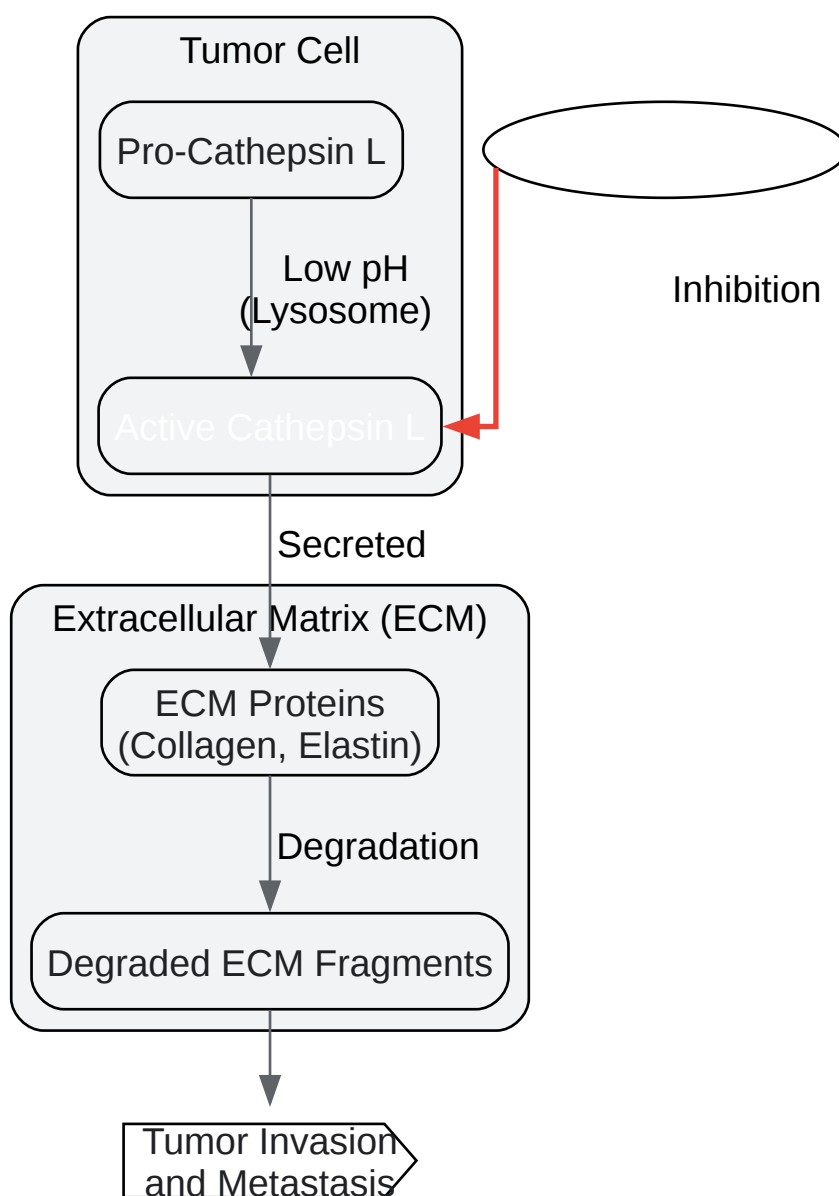 Tumor Cell
Pro-Cathepsin L
Low pH
(Lysosome)
Inhibition
Active Cathepsin L
Secreted
Extracellular Matrix (ECM)
ECM Proteins
(Collagen, Elastin)
Degradation
Degraded ECM Fragments
Tumor Invasion
and Metastasis